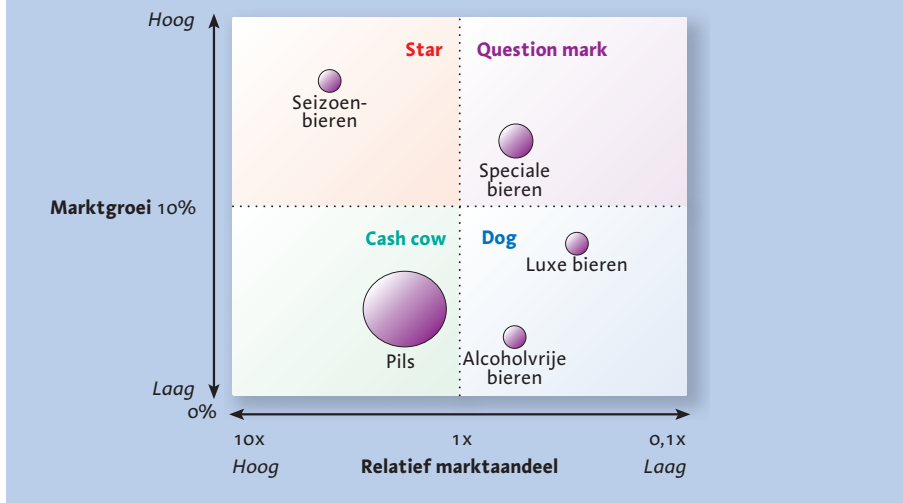 Hoog
Star
Question mark
Seizoen-
bieren
Speciale
bieren
Marktgroei 10%
Cash cow
Dog
Luxe bieren
Pils
Alcoholvrije
bieren
Laag
0%
10x
1x
0,1x
Hoog
Relatief marktaandeel
Laag